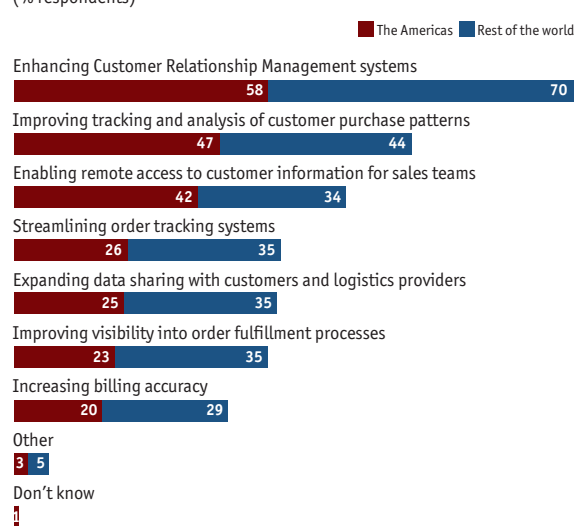 (% respondents)
The Americas Rest of the world
Enhancing Customer Relationship Management systems
58 70
Improving tracking and analysis of customer purchase patterns
47 44
Enabling remote access to customer information for sales teams
42 34
Streamlining order tracking systems
26 35
Expanding data sharing with customers and logistics providers
25 35
Improving visibility into order fulfillment processes
23 35
Increasing billing accuracy
20 29
Other
3 5
Don’t know
1